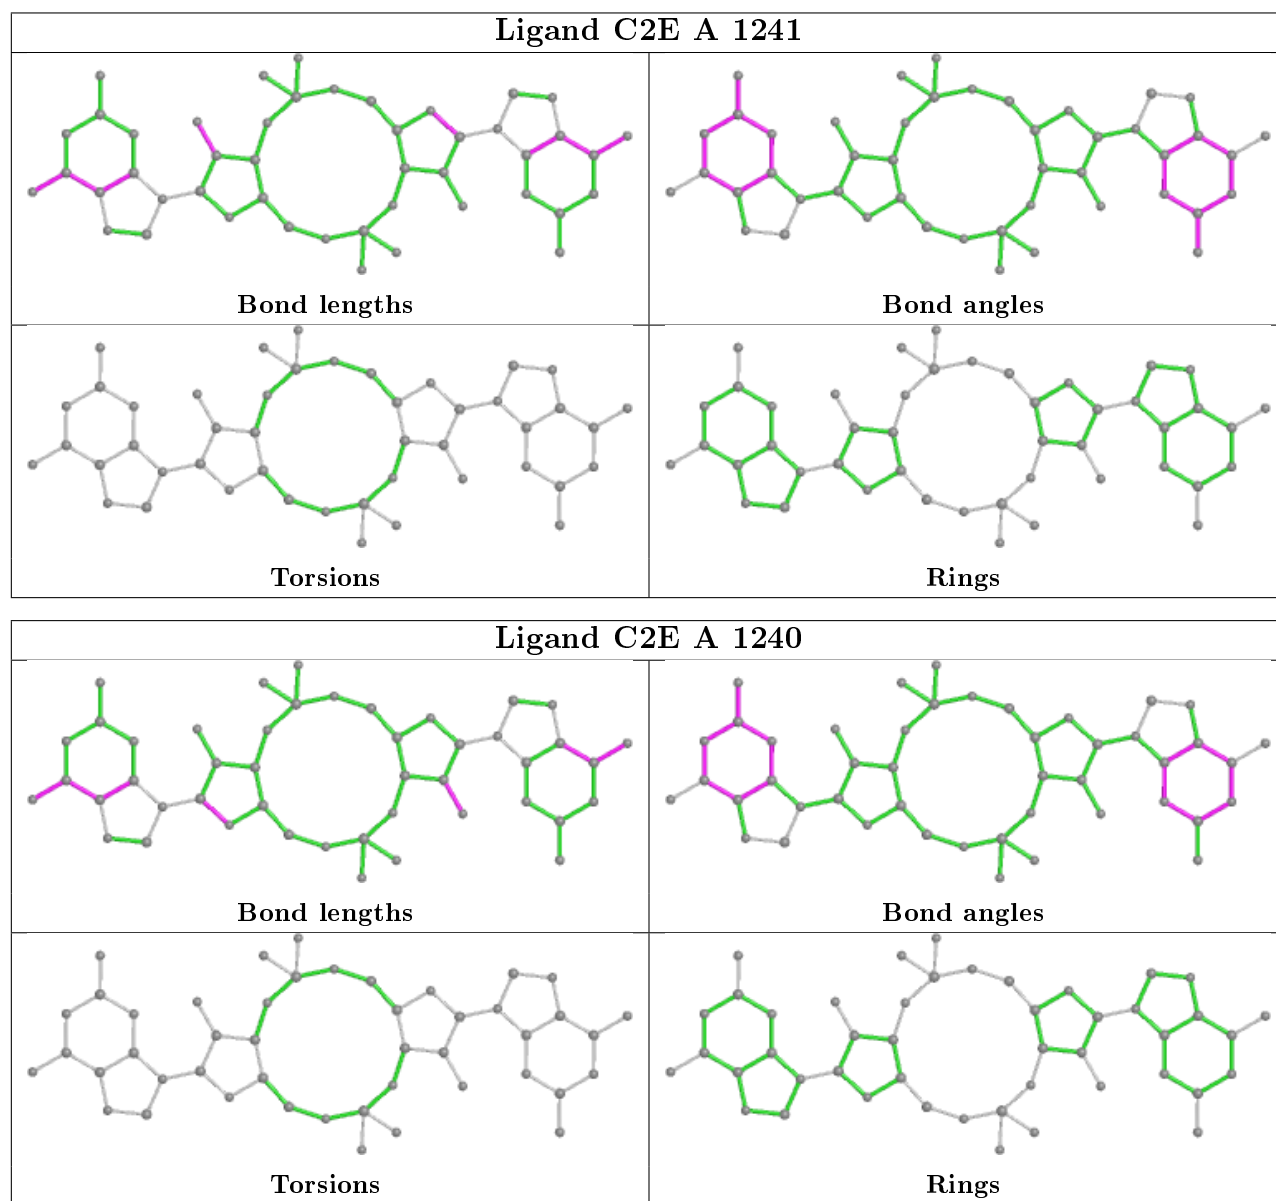 Ligand C2E A 1241
Bond lengths
Bond angles
Torsions
Rings
Ligand C2E A 1240
Bond lengths
Bond angles
Torsions
Rings